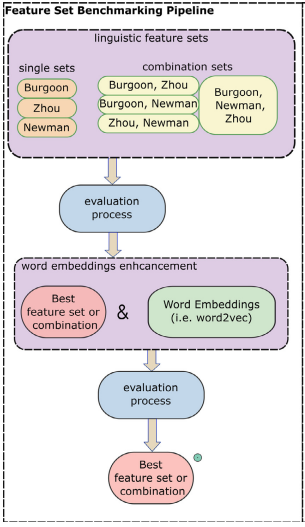 Feature Set Benchmarking Pipeline
linguistic feature sets
single sets
combination sets
Burgoon
Zhou
Newman
Burgoon, Zhou
Burgoon, Newman
Zhou, Newman
Burgoon,
Newman,
Zhou
evaluation
process
word embeddings enhcancement
Best
feature set or
combination
&
Word Embeddings
(i.e. word2vec)
evaluation
process
Best
feature set or
combination